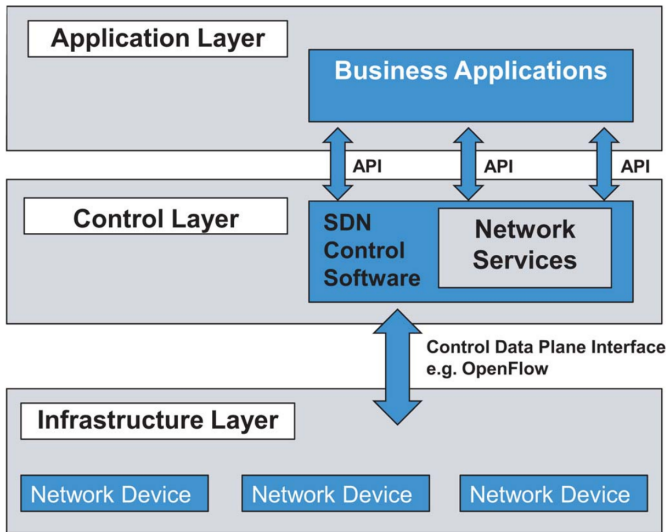 Application Layer
Business Applications
API
API
API
Control Layer
SDN
Control
Software
Network
Services
Control Data Plane Interface
e.g. OpenFlow
Infrastructure Layer
Network Device
Network Device
Network Device